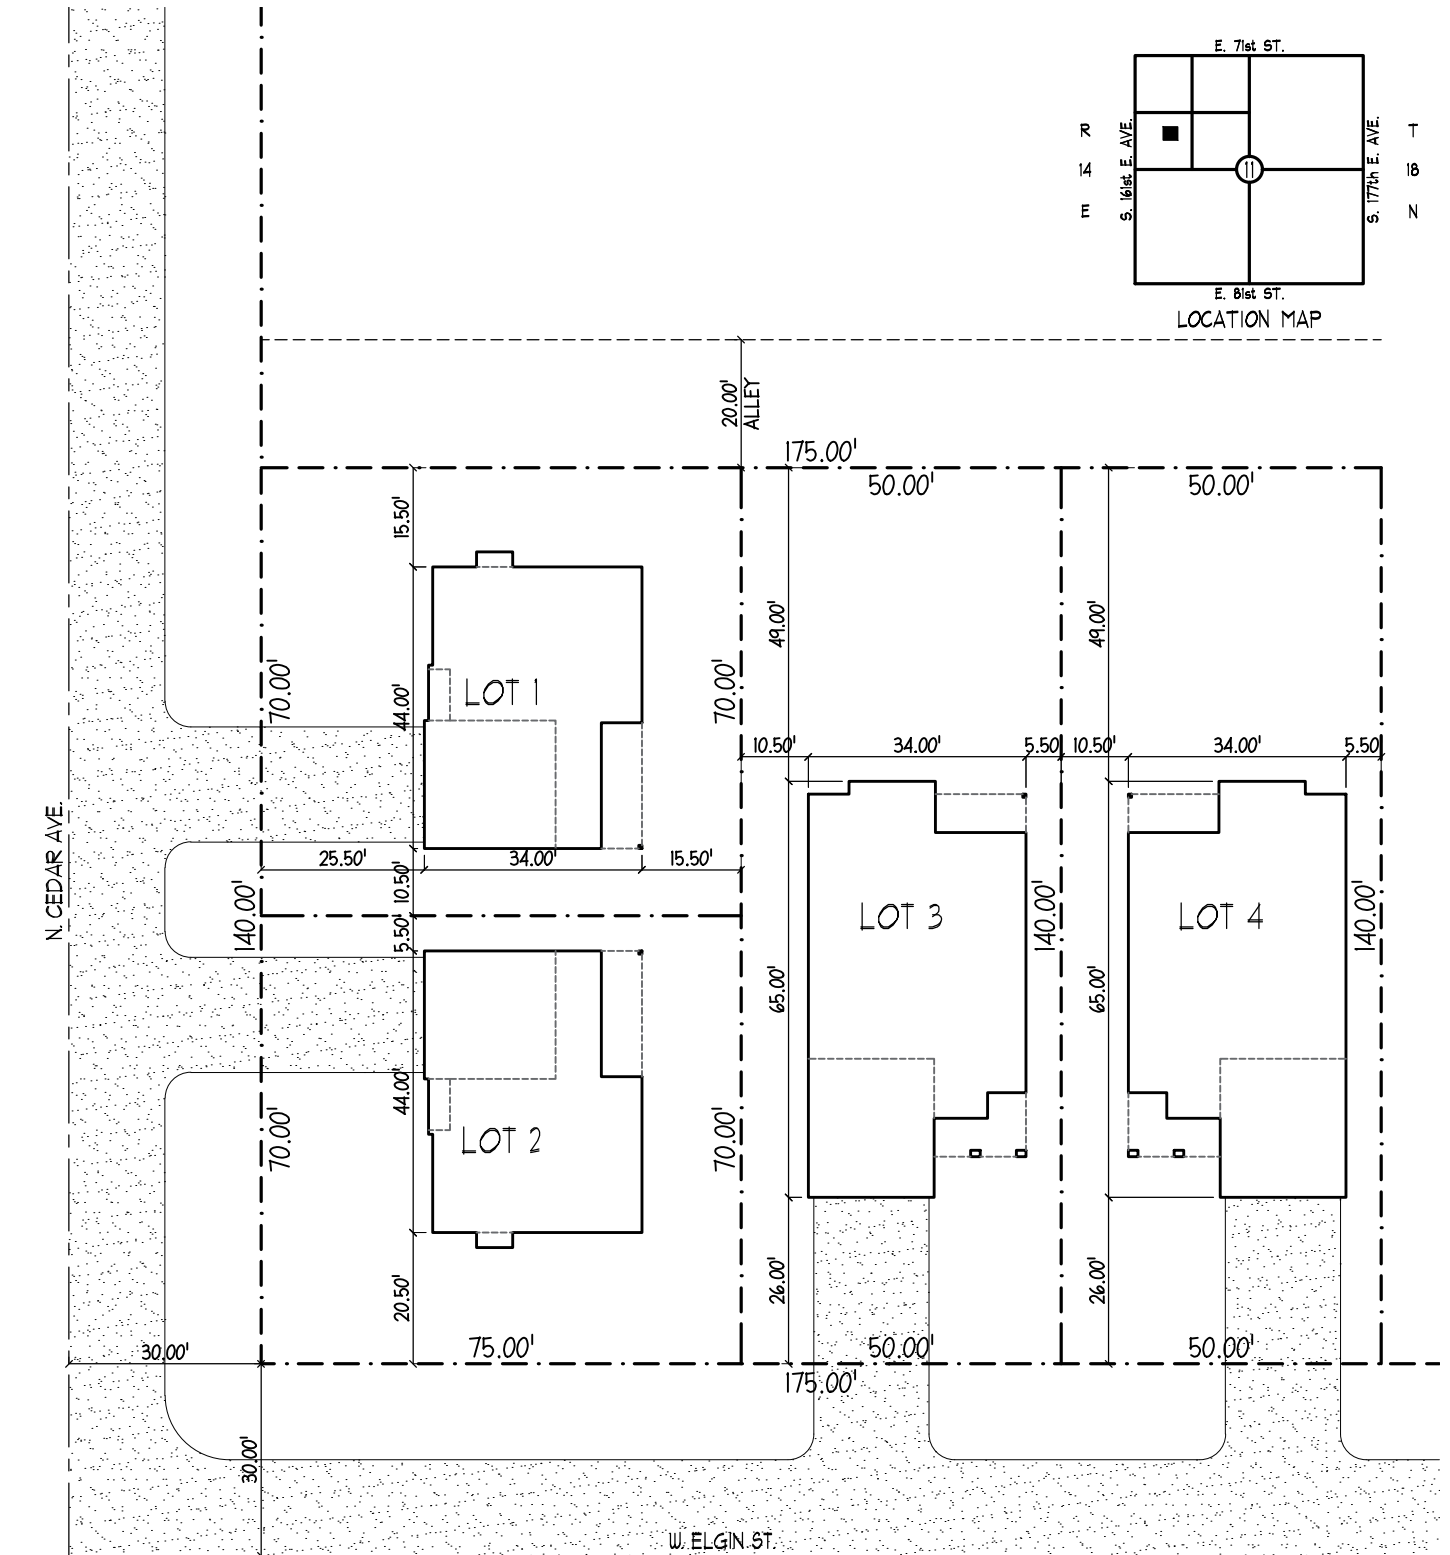 E. 71st ST.
R
14
E
S. 161st E. AVE.
11
S. 177th E. AVE.
T
18
N
E. 81st ST.
LOCATION MAP
20.00'
ALLEY
175.00'
50.00'
50.00'
15.50'
49.00'
49.00'
70.00'
44.00'
LOT 1
70.00'
10.50'
34.00'
5.50'
10.50'
34.00'
5.50'
N. CEDAR AVE.
25.50'
34.00'
15.50'
10.50'
140.00'
5.50'
LOT 3
140.00'
LOT 4
140.00'
65.00'
65.00'
44.00'
70.00'
LOT 2
70.00'
20.50'
26.00'
26.00'
30.00'
75.00'
50.00'
50.00'
175.00'
30.00'
W. ELGIN ST.